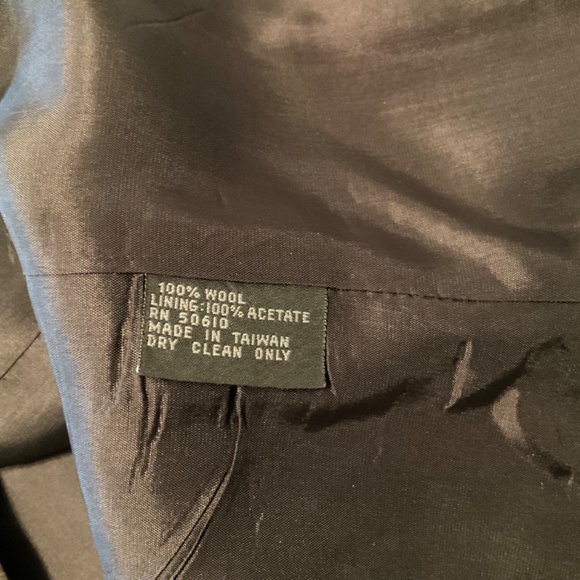 100% WOOL
LINING:100% ACETATE
RN 50610
MADE IN TAIWAN
DRY CLEAN ONLY